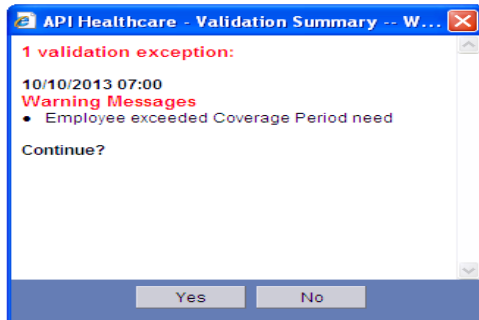 API Healthcare - Validation Summary -- W...
1 validation exception:
10/10/2013 07:00
Warning Messages
• Employee exceeded Coverage Period need
Continue?
Yes No